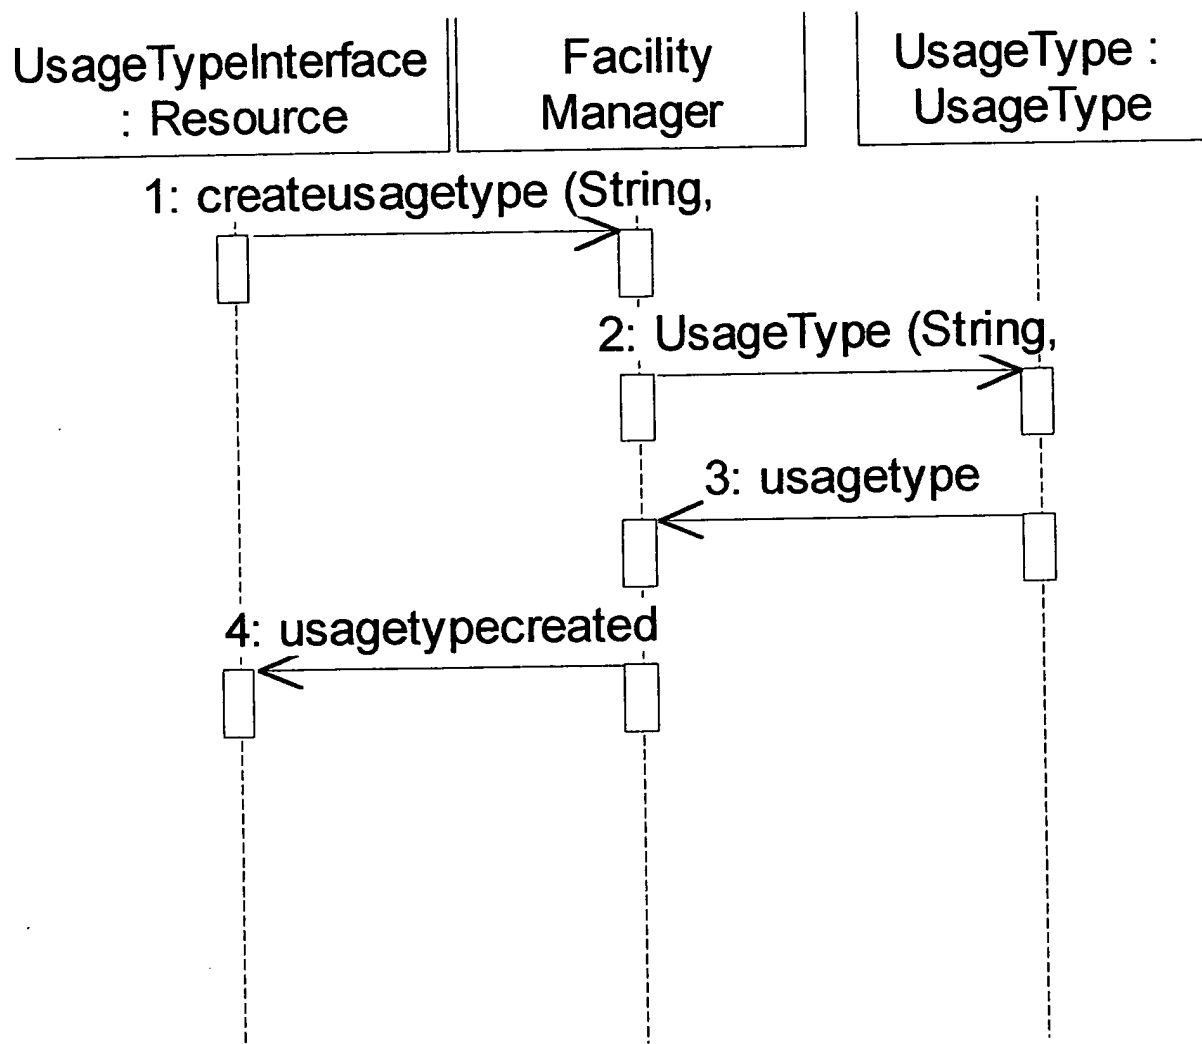 UsageTypeInterface
: Resource
Facility
Manager
UsageType :
UsageType
1: createusagetype (String,
2: UsageType (String,
3: usagetype
4: usagetypecreated